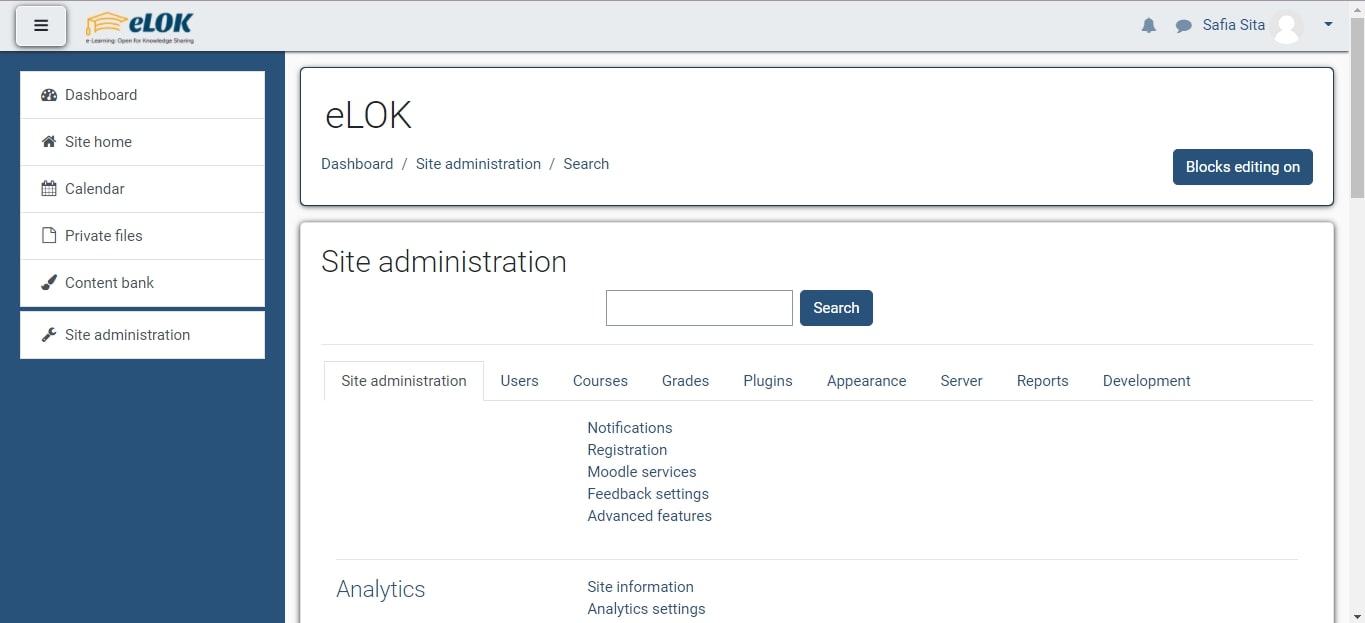 eLOK
e-Learning: Open for Knowledge Sharing
Safia Sita
Dashboard
Site home
Calendar
Private files
Content bank
Site administration
eLOK
Dashboard / Site administration / Search
Blocks editing on
Site administration
Search
Site administration Users Courses Grades Plugins Appearance Server Reports Development
Notifications
Registration
Moodle services
Feedback settings
Advanced features
Analytics
Site information
Analytics settings